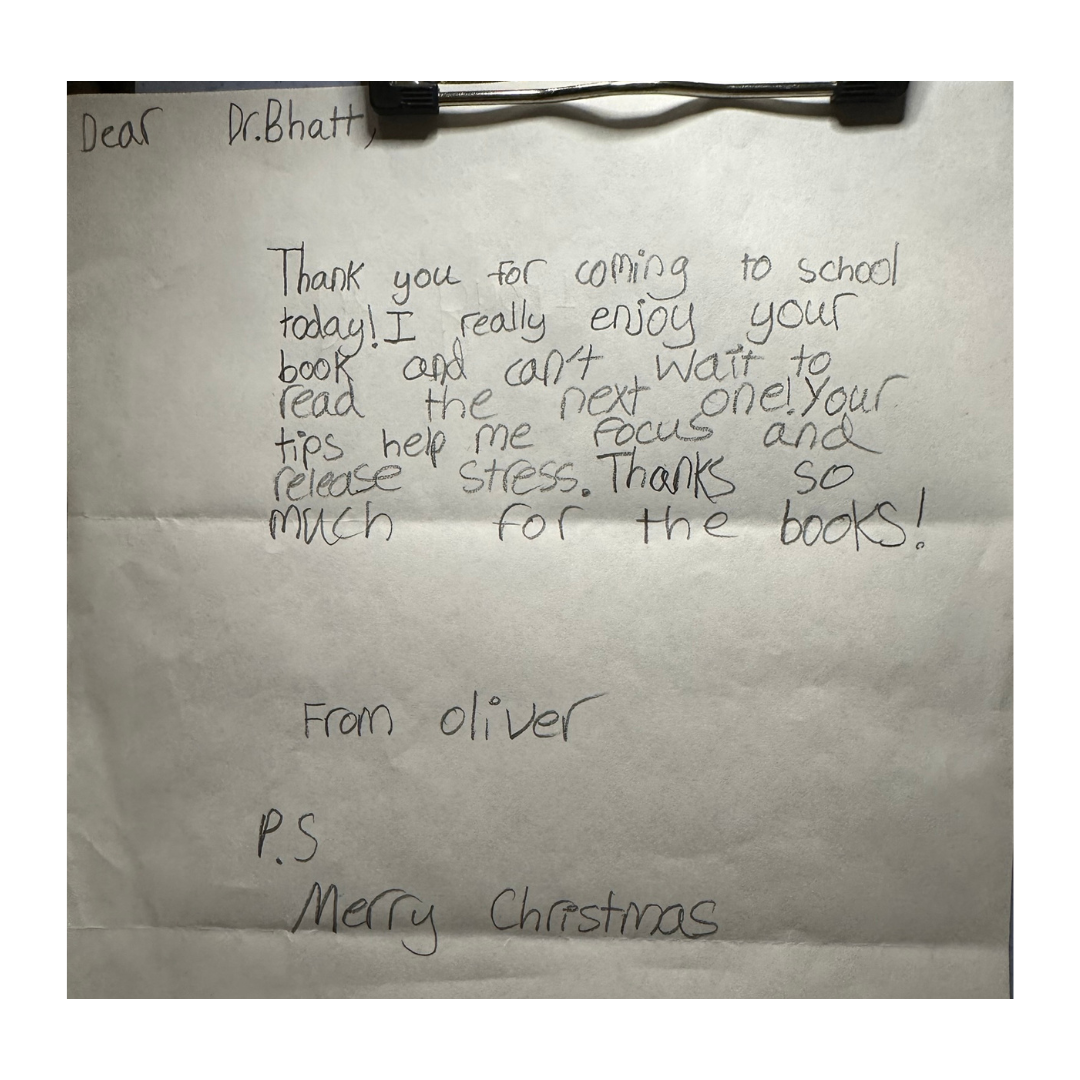 Dear Dr.Bhatt,
Thank you for coming to school
today! I really enjoy your
book and can't wait to
read the next one! Your
tips help me focus and
release stress. Thanks so
much for the books!
From oliver
P.S
Merry Christmas